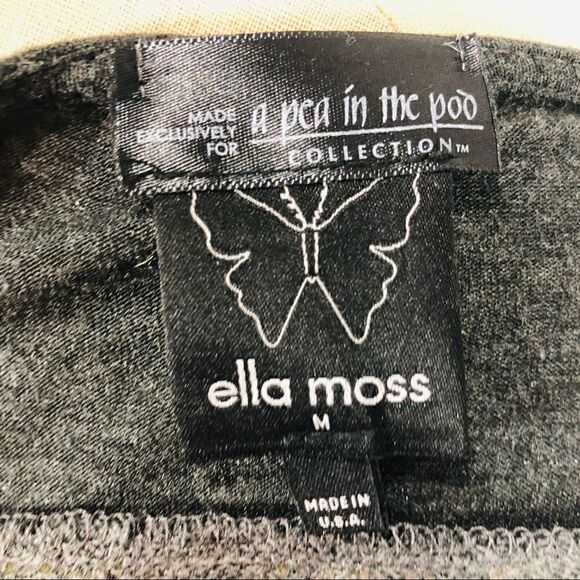 MADE
EXCLUSIVELY
FOR
a pea in the pod
COLLECTION™
ella moss
M
MADE IN
U.S.A.